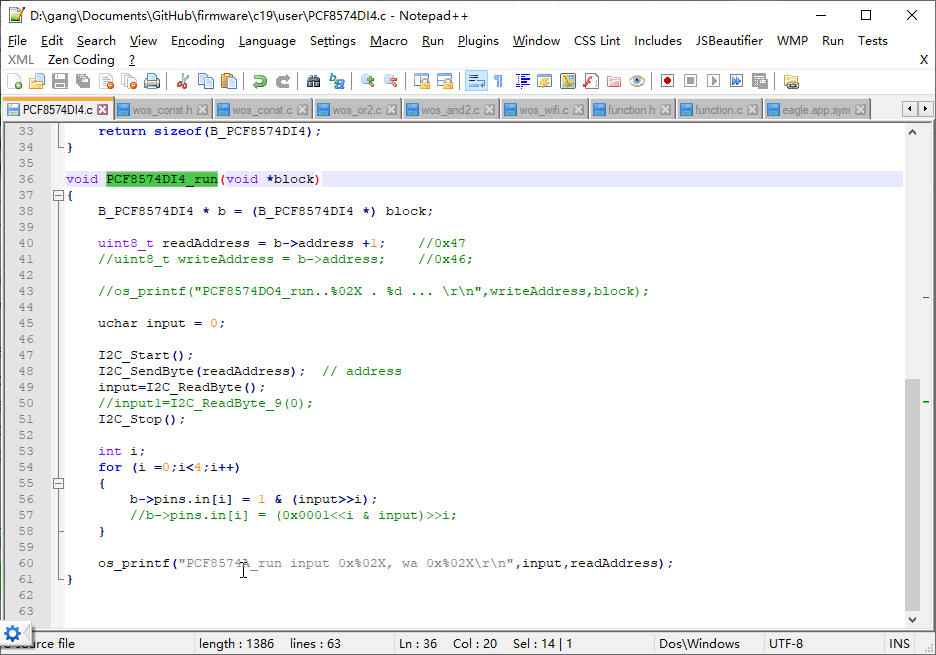 D:\gang\Documents\GitHub\firmware\c19\user\PCF8574DI4.c - Notepad++
File Edit Search View Encoding Language Settings Macro Run Plugins Window CSS Lint Includes JSBeautifier WMP Run Tests
XML Zen Coding ? X
PCF8574DI4.c wos_const.h wos_const.c wos_or2.c wos_and2.c wos_wifi.c function.h function.c eagle.app.sym
33 return sizeof(B_PCF8574DI4);
34 }
35
36 void PCF8574DI4_run(void *block)
37 {
38 B_PCF8574DI4 * b = (B_PCF8574DI4 *) block;
39
40 uint8_t readAddress = b->address +1; //0x47
41 //uint8_t writeAddress = b->address; //0x46;
42
43 //os_printf("PCF8574DO4_run..%02X . %d ... \r\n",writeAddress,block);
44
45 uchar input = 0;
46
47 I2C_Start();
48 I2C_SendByte(readAddress); // address
49 input=I2C_ReadByte();
50 //input1=I2C_ReadByte_9(0);
51 I2C_Stop();
52
53 int i;
54 for (i =0;i<4;i++)
55 {
56 b->pins.in[i] = 1 & (input>>i);
57 //b->pins.in[i] = (0x0001<<i & input)>>i;
58 }
59
60 os_printf("PCF8574A_run input 0x%02X, wa 0x%02X\r\n",input,readAddress);
61 }
62
63
source file length : 1386 lines : 63 Ln : 36 Col : 20 Sel : 14 | 1 Dos\Windows UTF-8 INS